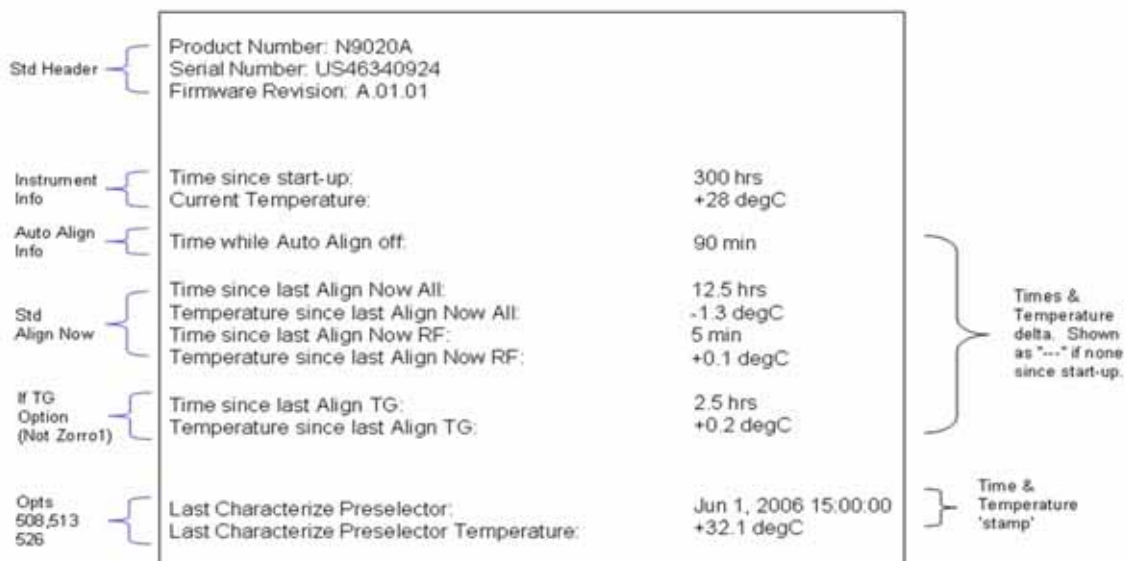 Std Header
Product Number: N9020A
Serial Number: US46340924
Firmware Revision: A.01.01
Instrument
Info
Time since start-up: 300 hrs
Current Temperature: +28 degC
Auto Align
Info
Time while Auto Align off: 90 min
Std
Align Now
Time since last Align Now All: 12.5 hrs
Temperature since last Align Now All: -1.3 degC
Time since last Align Now RF: 5 min
Temperature since last Align Now RF: +0.1 degC
If TG
Option
(Not Zorro1)
Time since last Align TG: 2.5 hrs
Temperature since last Align TG: +0.2 degC
Times &
Temperature
delta. Shown
as "---" if none
since start-up.
Opts
508,513
526
Last Characterize Preselector: Jun 1, 2006 15:00:00
Last Characterize Preselector Temperature: +32.1 degC
Time &
Temperature
'stamp'